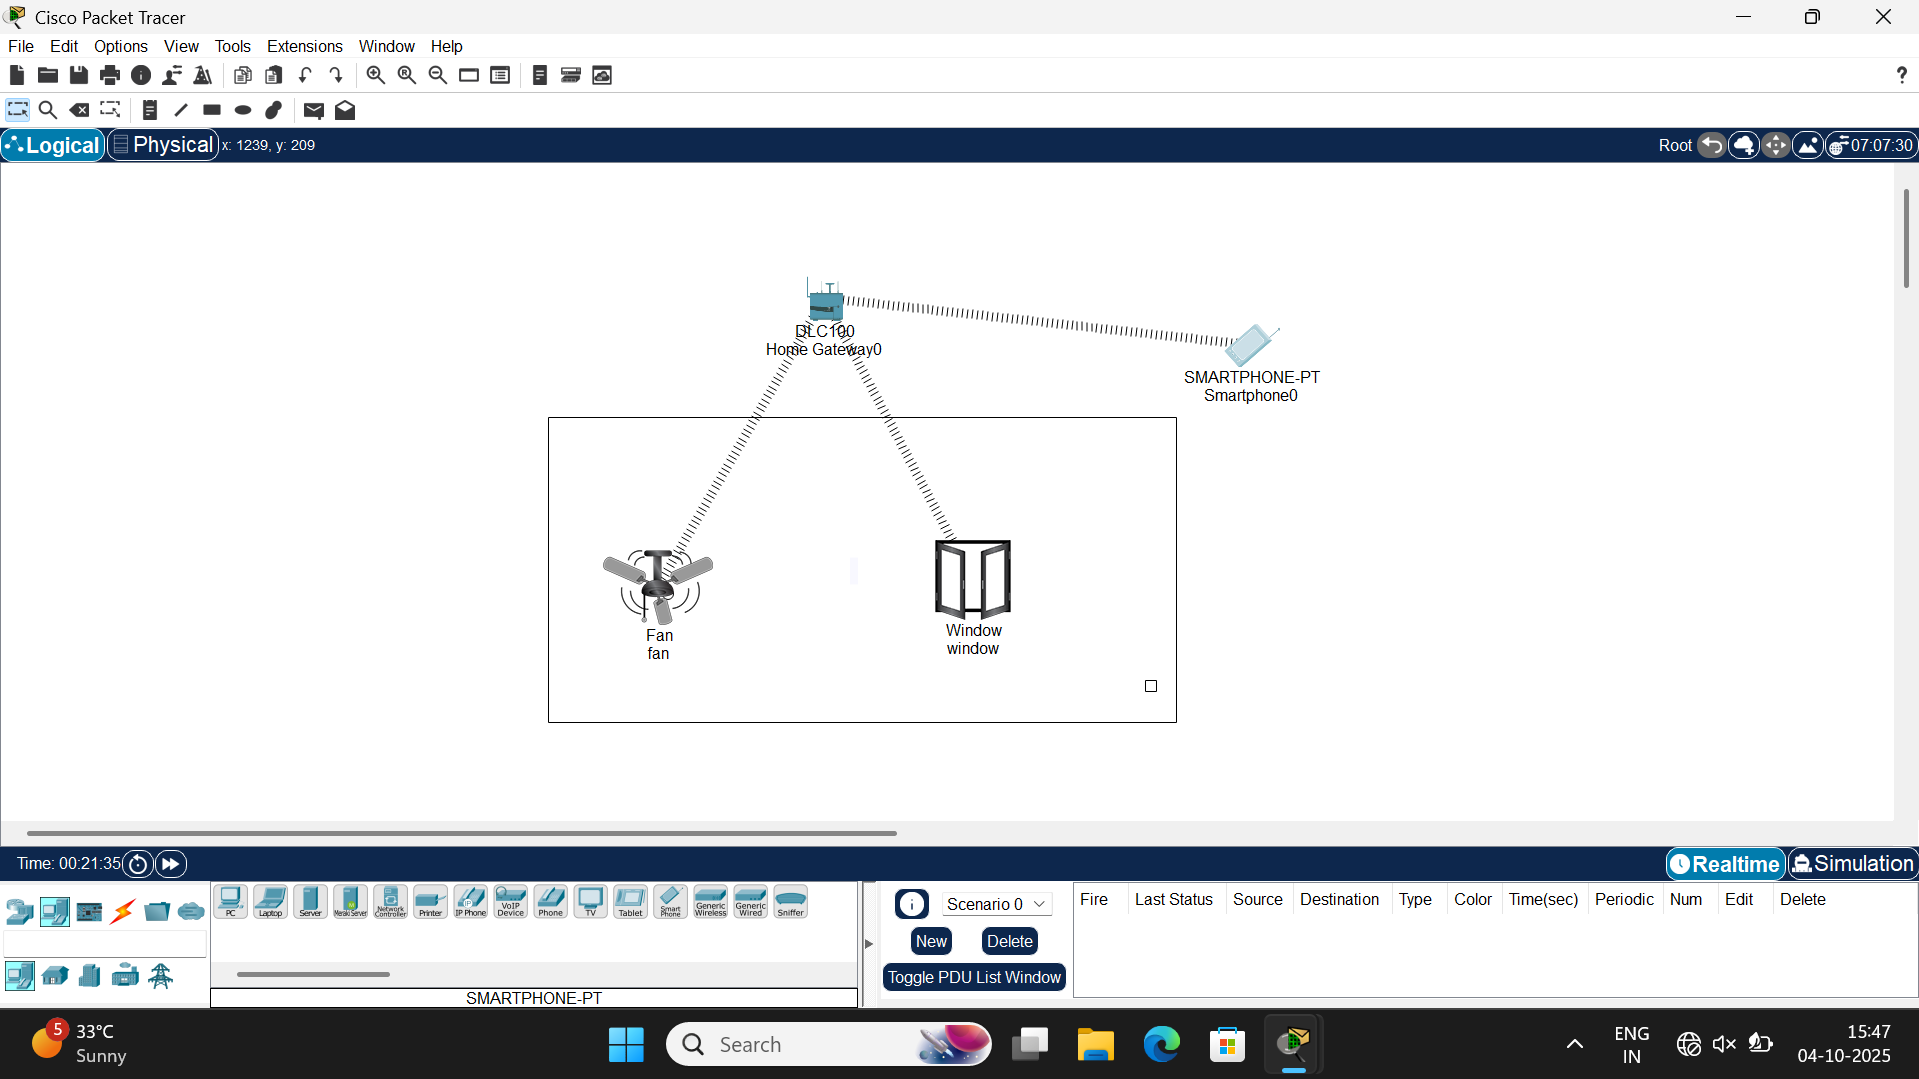 Cisco Packet Tracer
File Edit Options View Tools Extensions Window Help
?
Logical Physical x: 1239, y: 209 Root 07:07:30
DLC100
Home Gateway0
SMARTPHONE-PT
Smartphone0
Fan
fan
Window
window
Time: 00:21:35 Realtime Simulation
PC Laptop Server Meraki Server Network Controller Printer IP Phone VoIP Device Phone TV Tablet Smart Phone Generic Wireless Generic Wired Sniffer
SMARTPHONE-PT
Scenario 0
New Delete
Toggle PDU List Window
Fire Last Status Source Destination Type Color Time(sec) Periodic Num Edit Delete
5 33°C
Sunny
Search
ENG
IN
15:47
04-10-2025